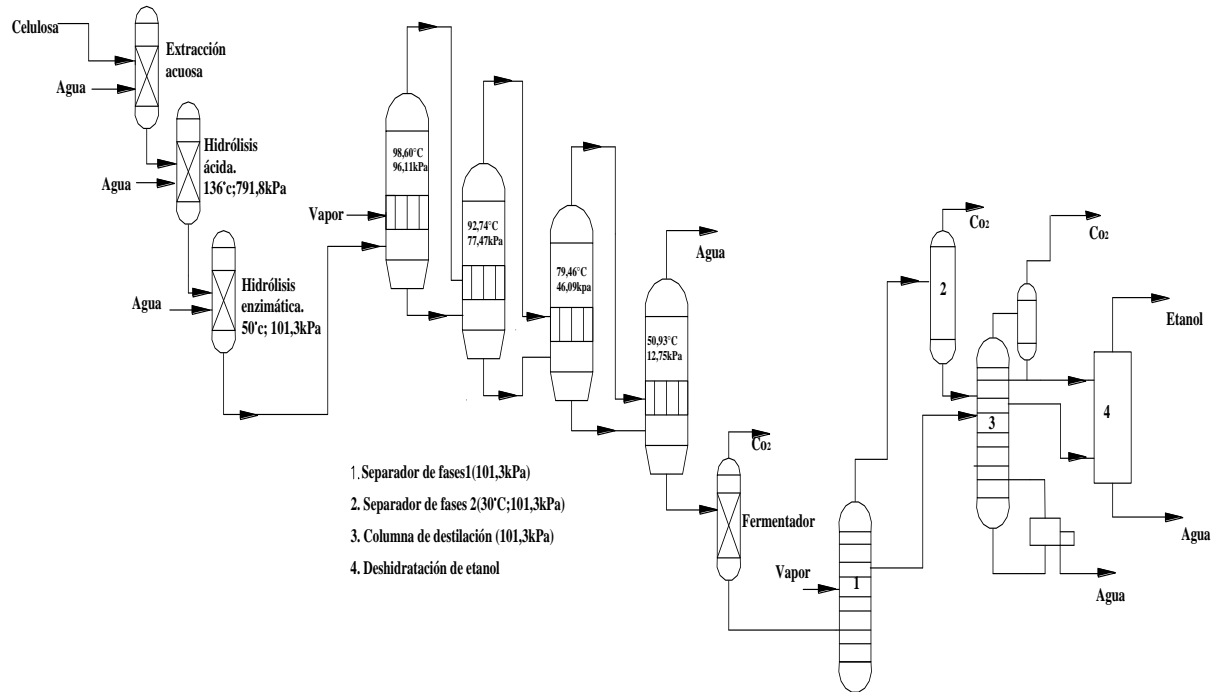 Celulosa
Extracción
acuosa
Agua
Hidrólisis
ácida.
136°c;791,8kPa
Agua
Hidrólisis
enzimática.
50°c; 101,3kPa
Agua
98,60°C
96,11kPa
Vapor
92,74°C
77,47kPa
79,46°C
46,09kpa
Agua
50,93°C
12,75kPa
Co2
Fermentador
1. Separador de fases1(101,3kPa)
2. Separador de fases 2(30°C;101,3kPa)
3. Columna de destilación (101,3kPa)
4. Deshidratación de etanol
Vapor
1
Co2
2
Co2
3
Etanol
4
Agua
Agua